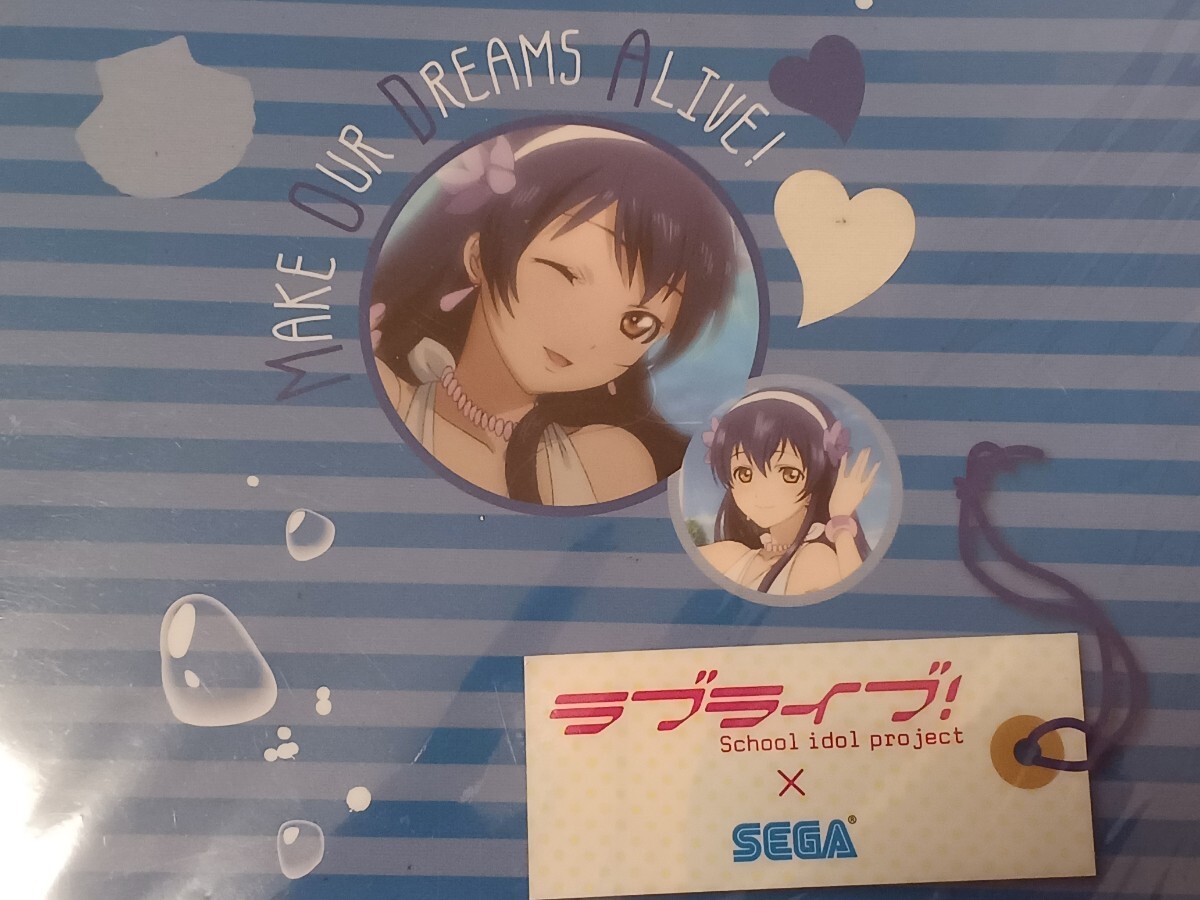 MAKE OUR DREAMS ALIVE!
ラブライブ!
School idol project
×
SEGA®